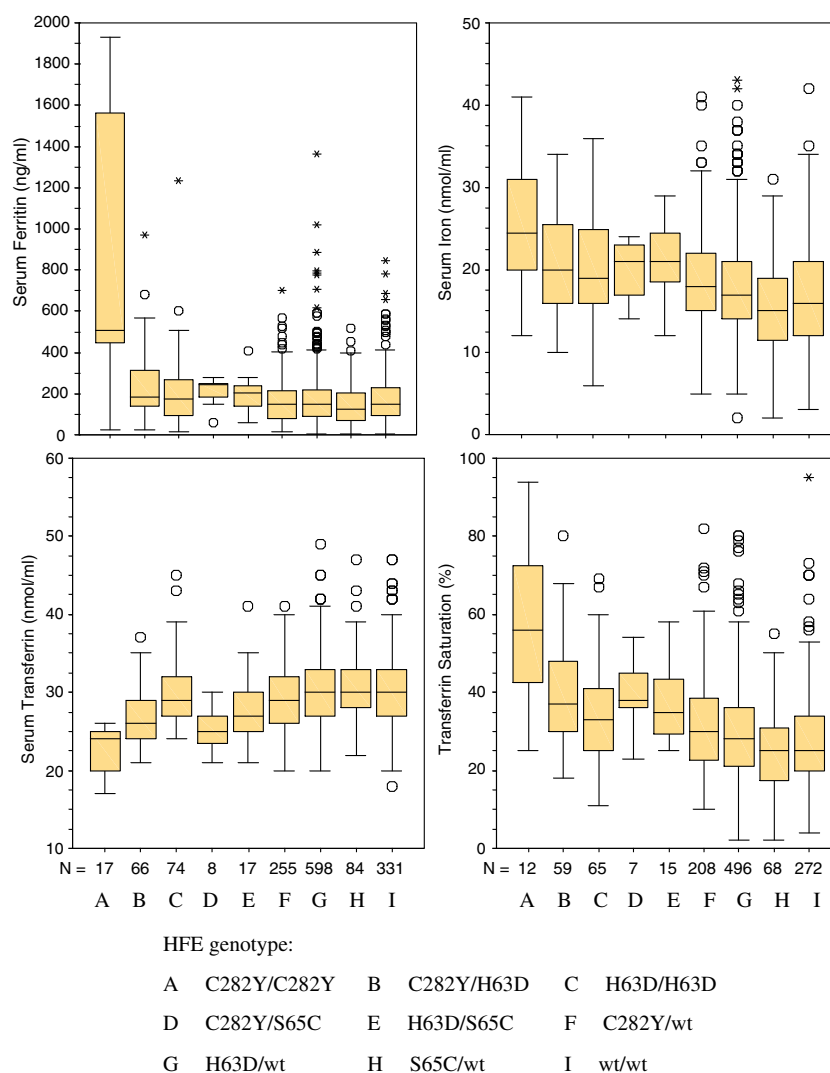 2000
1800
1600
1400
1200
1000
800
600
400
200
0
Serum Ferritin (ng/ml)
50
40
30
20
10
0
Serum Iron (nmol/ml)
60
50
40
30
20
10
Serum Transferrin (nmol/ml)
100
80
60
40
20
0
Transferrin Saturation (%)
N = 17 66 74 8 17 255 598 84 331
A B C D E F G H I
N = 12 59 65 7 15 208 496 68 272
A B C D E F G H I
HFE genotype:
A C282Y/C282Y B C282Y/H63D C H63D/H63D
D C282Y/S65C E H63D/S65C F C282Y/wt
G H63D/wt H S65C/wt I wt/wt